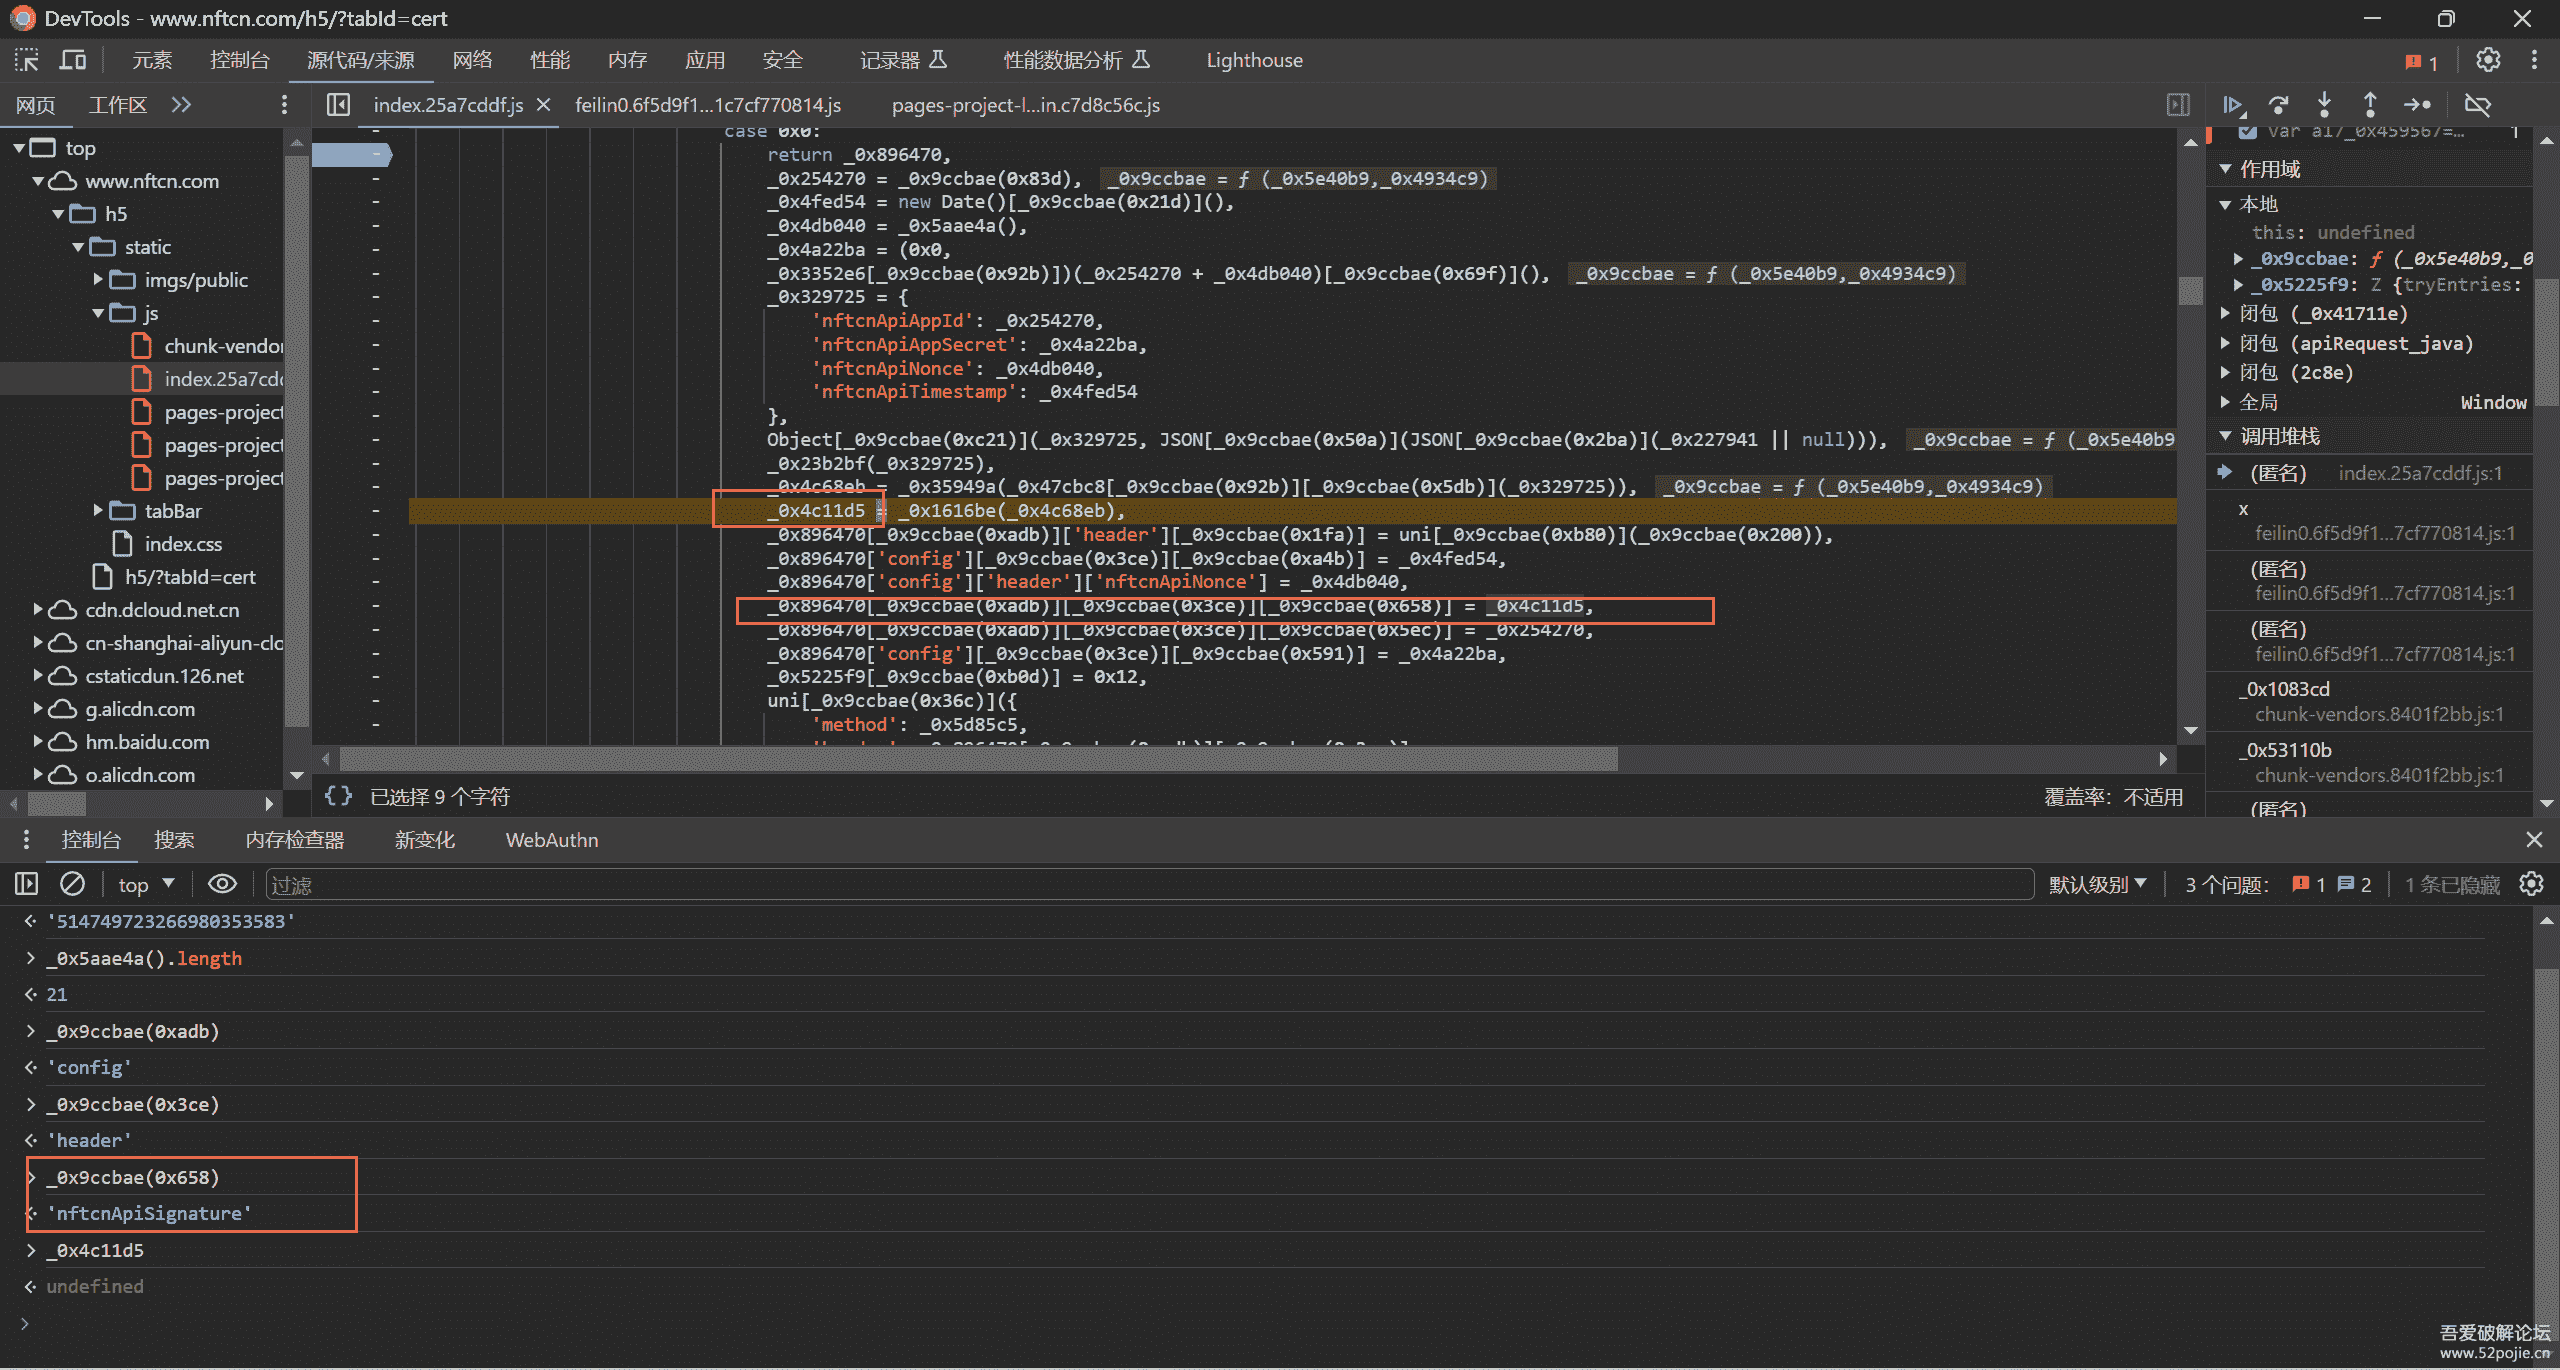 DevTools - www.nftcn.com/h5/?tabId=cert
元素 控制台 源代码/来源 网络 性能 内存 应用 安全 记录器 性能数据分析 Lighthouse 1
网页 工作区 index.25a7cddf.js feilin0.6f5d9f1...1c7cf770814.js pages-project-l...in.c7d8c56c.js
top
www.nftcn.com
h5
static
imgs/public
js
chunk-vendor
index.25a7cd
pages-project
pages-project
pages-project
tabBar
index.css
h5/?tabId=cert
cdn.dcloud.net.cn
cn-shanghai-aliyun-clo
cstaticdun.126.net
g.alicdn.com
hm.baidu.com
o.alicdn.com
case 0x0:
return _0x896470,
_0x254270 = _0x9ccbae(0x83d), _0x9ccbae = ƒ (_0x5e40b9,_0x4934c9)
_0x4fed54 = new Date()[_0x9ccbae(0x21d)](),
_0x4db040 = _0x5aae4a(),
_0x4a22ba = (0x0,
_0x3352e6[_0x9ccbae(0x92b)])(_0x254270 + _0x4db040)[_0x9ccbae(0x69f)](), _0x9ccbae = ƒ (_0x5e40b9,_0x4934c9)
_0x329725 = {
'nftcnApiAppId': _0x254270,
'nftcnApiAppSecret': _0x4a22ba,
'nftcnApiNonce': _0x4db040,
'nftcnApiTimestamp': _0x4fed54
},
Object[_0x9ccbae(0xc21)](_0x329725, JSON[_0x9ccbae(0x50a)](JSON[_0x9ccbae(0x2ba)](_0x227941 || null))), _0x9ccbae = ƒ (_0x5e40b9
_0x23b2bf(_0x329725),
_0x4c68eb = _0x35949a(_0x47cbc8[_0x9ccbae(0x92b)][_0x9ccbae(0x5db)](_0x329725)), _0x9ccbae = ƒ (_0x5e40b9,_0x4934c9)
_0x4c11d5 = _0x1616be(_0x4c68eb),
_0x896470[_0x9ccbae(0xadb)]['header'][_0x9ccbae(0x1fa)] = uni[_0x9ccbae(0xb80)](_0x9ccbae(0x200)),
_0x896470['config'][_0x9ccbae(0x3ce)][_0x9ccbae(0xa4b)] = _0x4fed54,
_0x896470['config']['header']['nftcnApiNonce'] = _0x4db040,
_0x896470[_0x9ccbae(0xadb)][_0x9ccbae(0x3ce)][_0x9ccbae(0x658)] = _0x4c11d5,
_0x896470[_0x9ccbae(0xadb)][_0x9ccbae(0x3ce)][_0x9ccbae(0x5ec)] = _0x254270,
_0x896470['config'][_0x9ccbae(0x3ce)][_0x9ccbae(0x591)] = _0x4a22ba,
_0x5225f9[_0x9ccbae(0xb0d)] = 0x12,
uni[_0x9ccbae(0x36c)]({
'method': _0x5d85c5,
{} 已选择 9 个字符 覆盖率：不适用
var a17_0x459567=... 1
作用域
本地
this: undefined
_0x9ccbae: ƒ (_0x5e40b9,_0
_0x5225f9: Z {tryEntries:
闭包 (_0x41711e)
闭包 (apiRequest_java)
闭包 (2c8e)
全局 Window
调用堆栈
(匿名) index.25a7cddf.js:1
x
feilin0.6f5d9f1...7cf770814.js:1
(匿名)
feilin0.6f5d9f1...7cf770814.js:1
(匿名)
feilin0.6f5d9f1...7cf770814.js:1
_0x1083cd
chunk-vendors.8401f2bb.js:1
_0x53110b
chunk-vendors.8401f2bb.js:1
(匿名)
控制台 搜索 内存检查器 新变化 WebAuthn
top 过滤 默认级别 3 个问题: 1 2 1 条已隐藏
'514749723266980353583'
_0x5aae4a().length
21
_0x9ccbae(0xadb)
'config'
_0x9ccbae(0x3ce)
'header'
_0x9ccbae(0x658)
'nftcnApiSignature'
_0x4c11d5
undefined
吾爱破解论坛
www.52pojie.cn